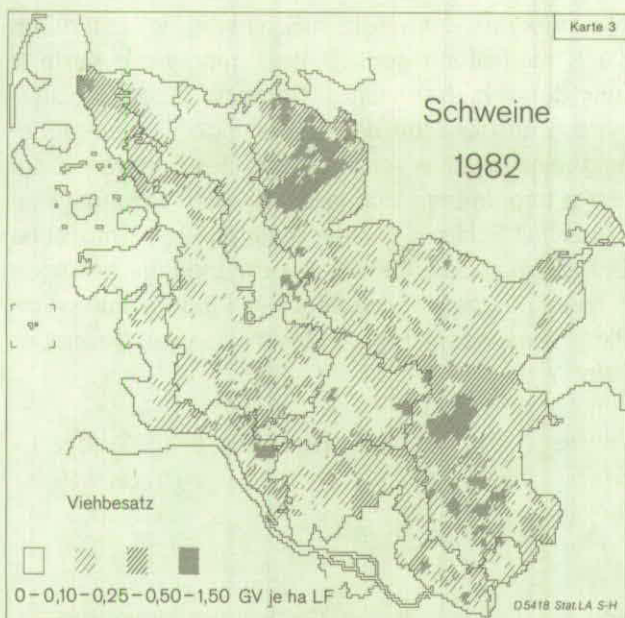 Karte 3
Schweine
1982
Viehbesatz
0–0,10–0,25–0,50–1,50 GV je ha LF
D5418 Stat.LA S-H